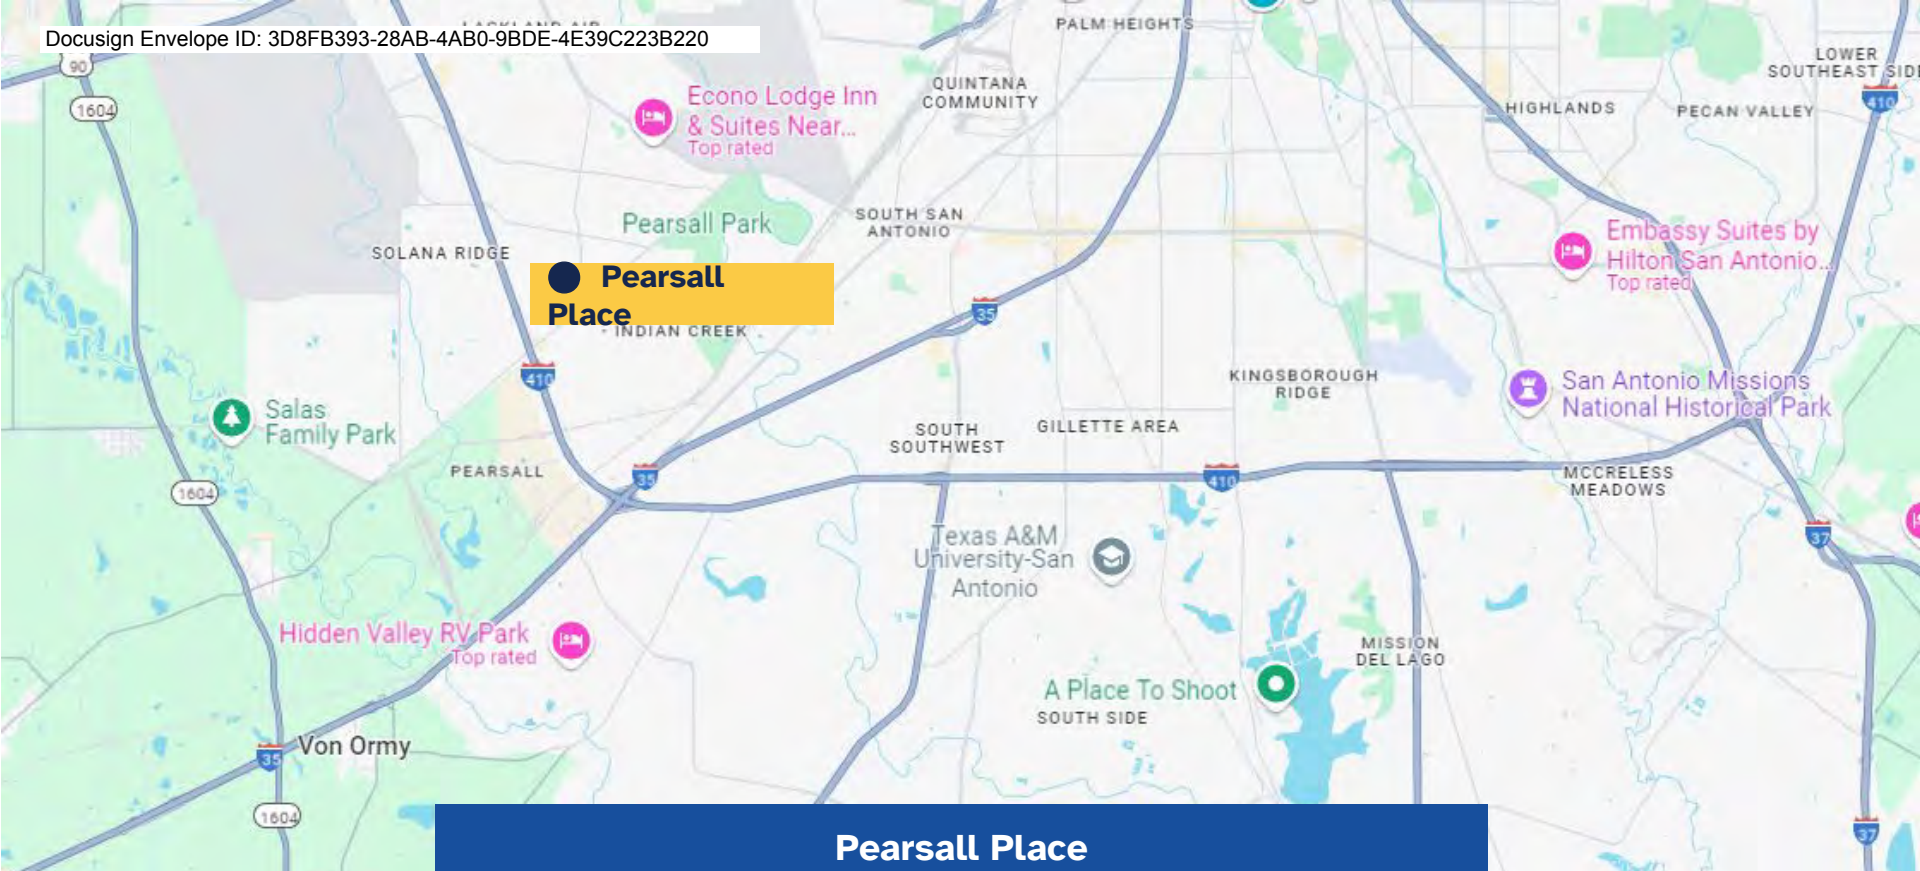 LACKLAND AIR
Docusign Envelope ID: 3D8FB393-28AB-4AB0-9BDE-4E39C223B220
PALM HEIGHTS
LOWER
SOUTHEAST SIDE
90
1604
410
QUINTANA
COMMUNITY
HIGHLANDS
PECAN VALLEY
Econo Lodge Inn
& Suites Near...
Top rated
Pearsall Park
SOUTH SAN
ANTONIO
SOLANA RIDGE
Embassy Suites by
Hilton San Antonio...
Top rated
Pearsall
Place
INDIAN CREEK
35
410
KINGSBOROUGH
RIDGE
San Antonio Missions
National Historical Park
Salas
Family Park
SOUTH
SOUTHWEST
GILLETTE AREA
PEARSALL
35
410
MCCRELESS
MEADOWS
1604
Texas A&M
University-San
Antonio
37
Hidden Valley RV Park
Top rated
MISSION
DEL LAGO
A Place To Shoot
SOUTH SIDE
Von Ormy
35
1604
37
Pearsall Place